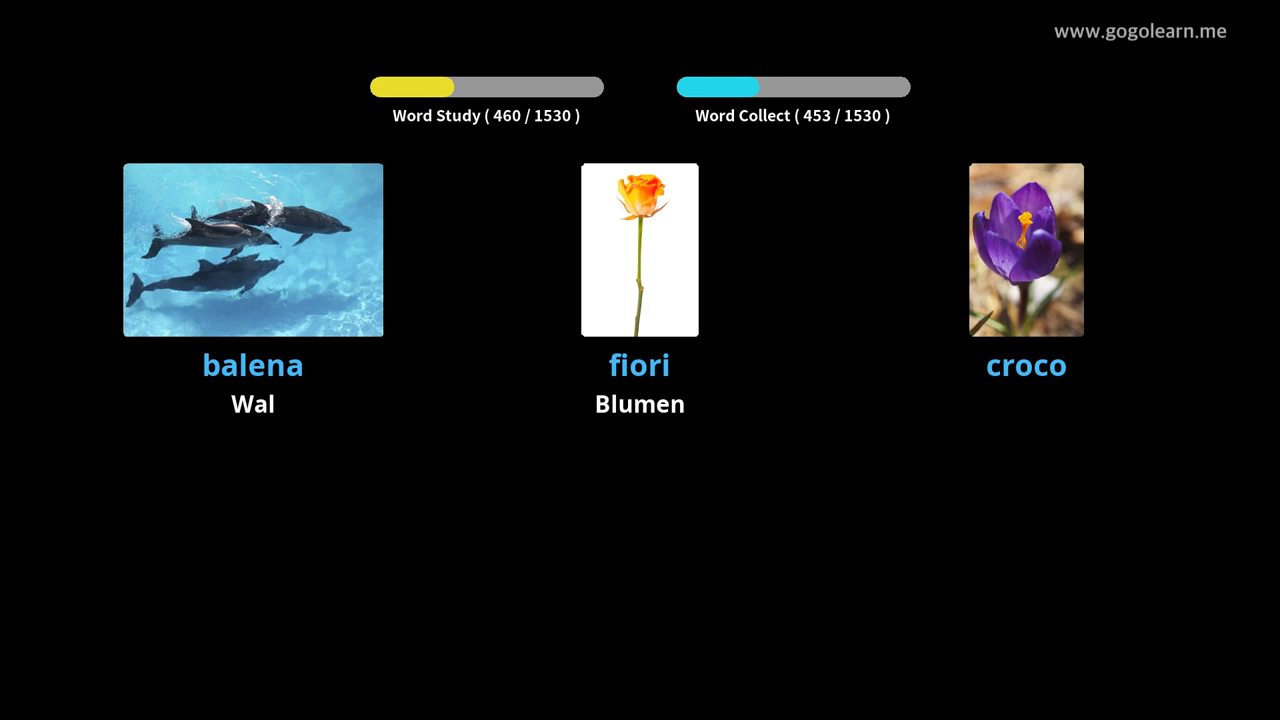 www.gogolearn.me
Word Study ( 460 / 1530 )
Word Collect ( 453 / 1530 )
balena
Wal
fiori
Blumen
croco